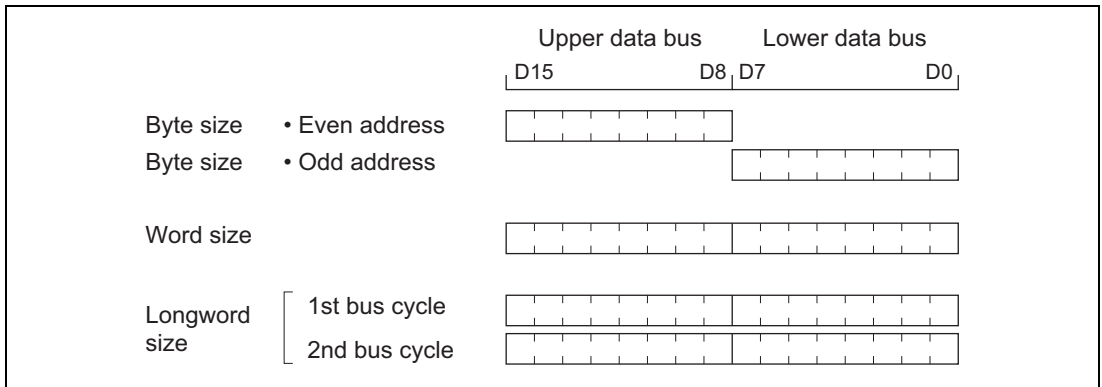 Upper data bus Lower data bus
D15 D8 D7 D0
Byte size • Even address
Byte size • Odd address
Word size
Longword size
1st bus cycle
2nd bus cycle